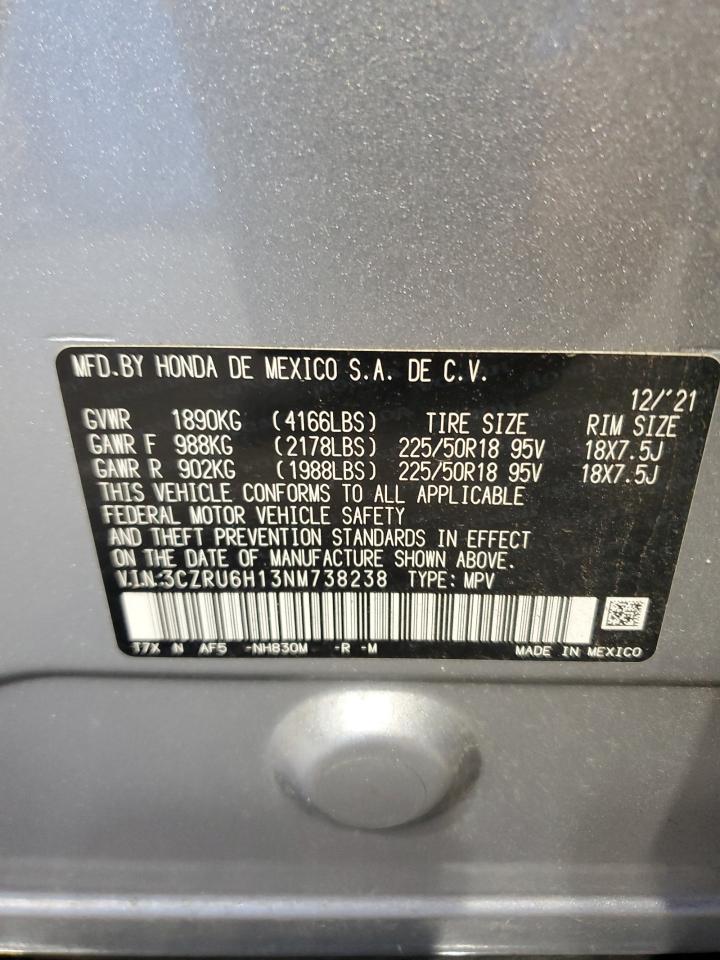 MFD.BY HONDA DE MEXICO S.A. DE C.V.
12/'21
GVWR 1890KG (4166LBS) TIRE SIZE RIM SIZE
GAWR F 988KG (2178LBS) 225/50R18 95V 18X7.5J
GAWR R 902KG (1988LBS) 225/50R18 95V 18X7.5J
THIS VEHICLE CONFORMS TO ALL APPLICABLE
FEDERAL MOTOR VEHICLE SAFETY
AND THEFT PREVENTION STANDARDS IN EFFECT
ON THE DATE OF MANUFACTURE SHOWN ABOVE.
V.I.N:3CZRU6H13NM738238 TYPE: MPV
T7X N AF5 -NH830M -R -M MADE IN MEXICO